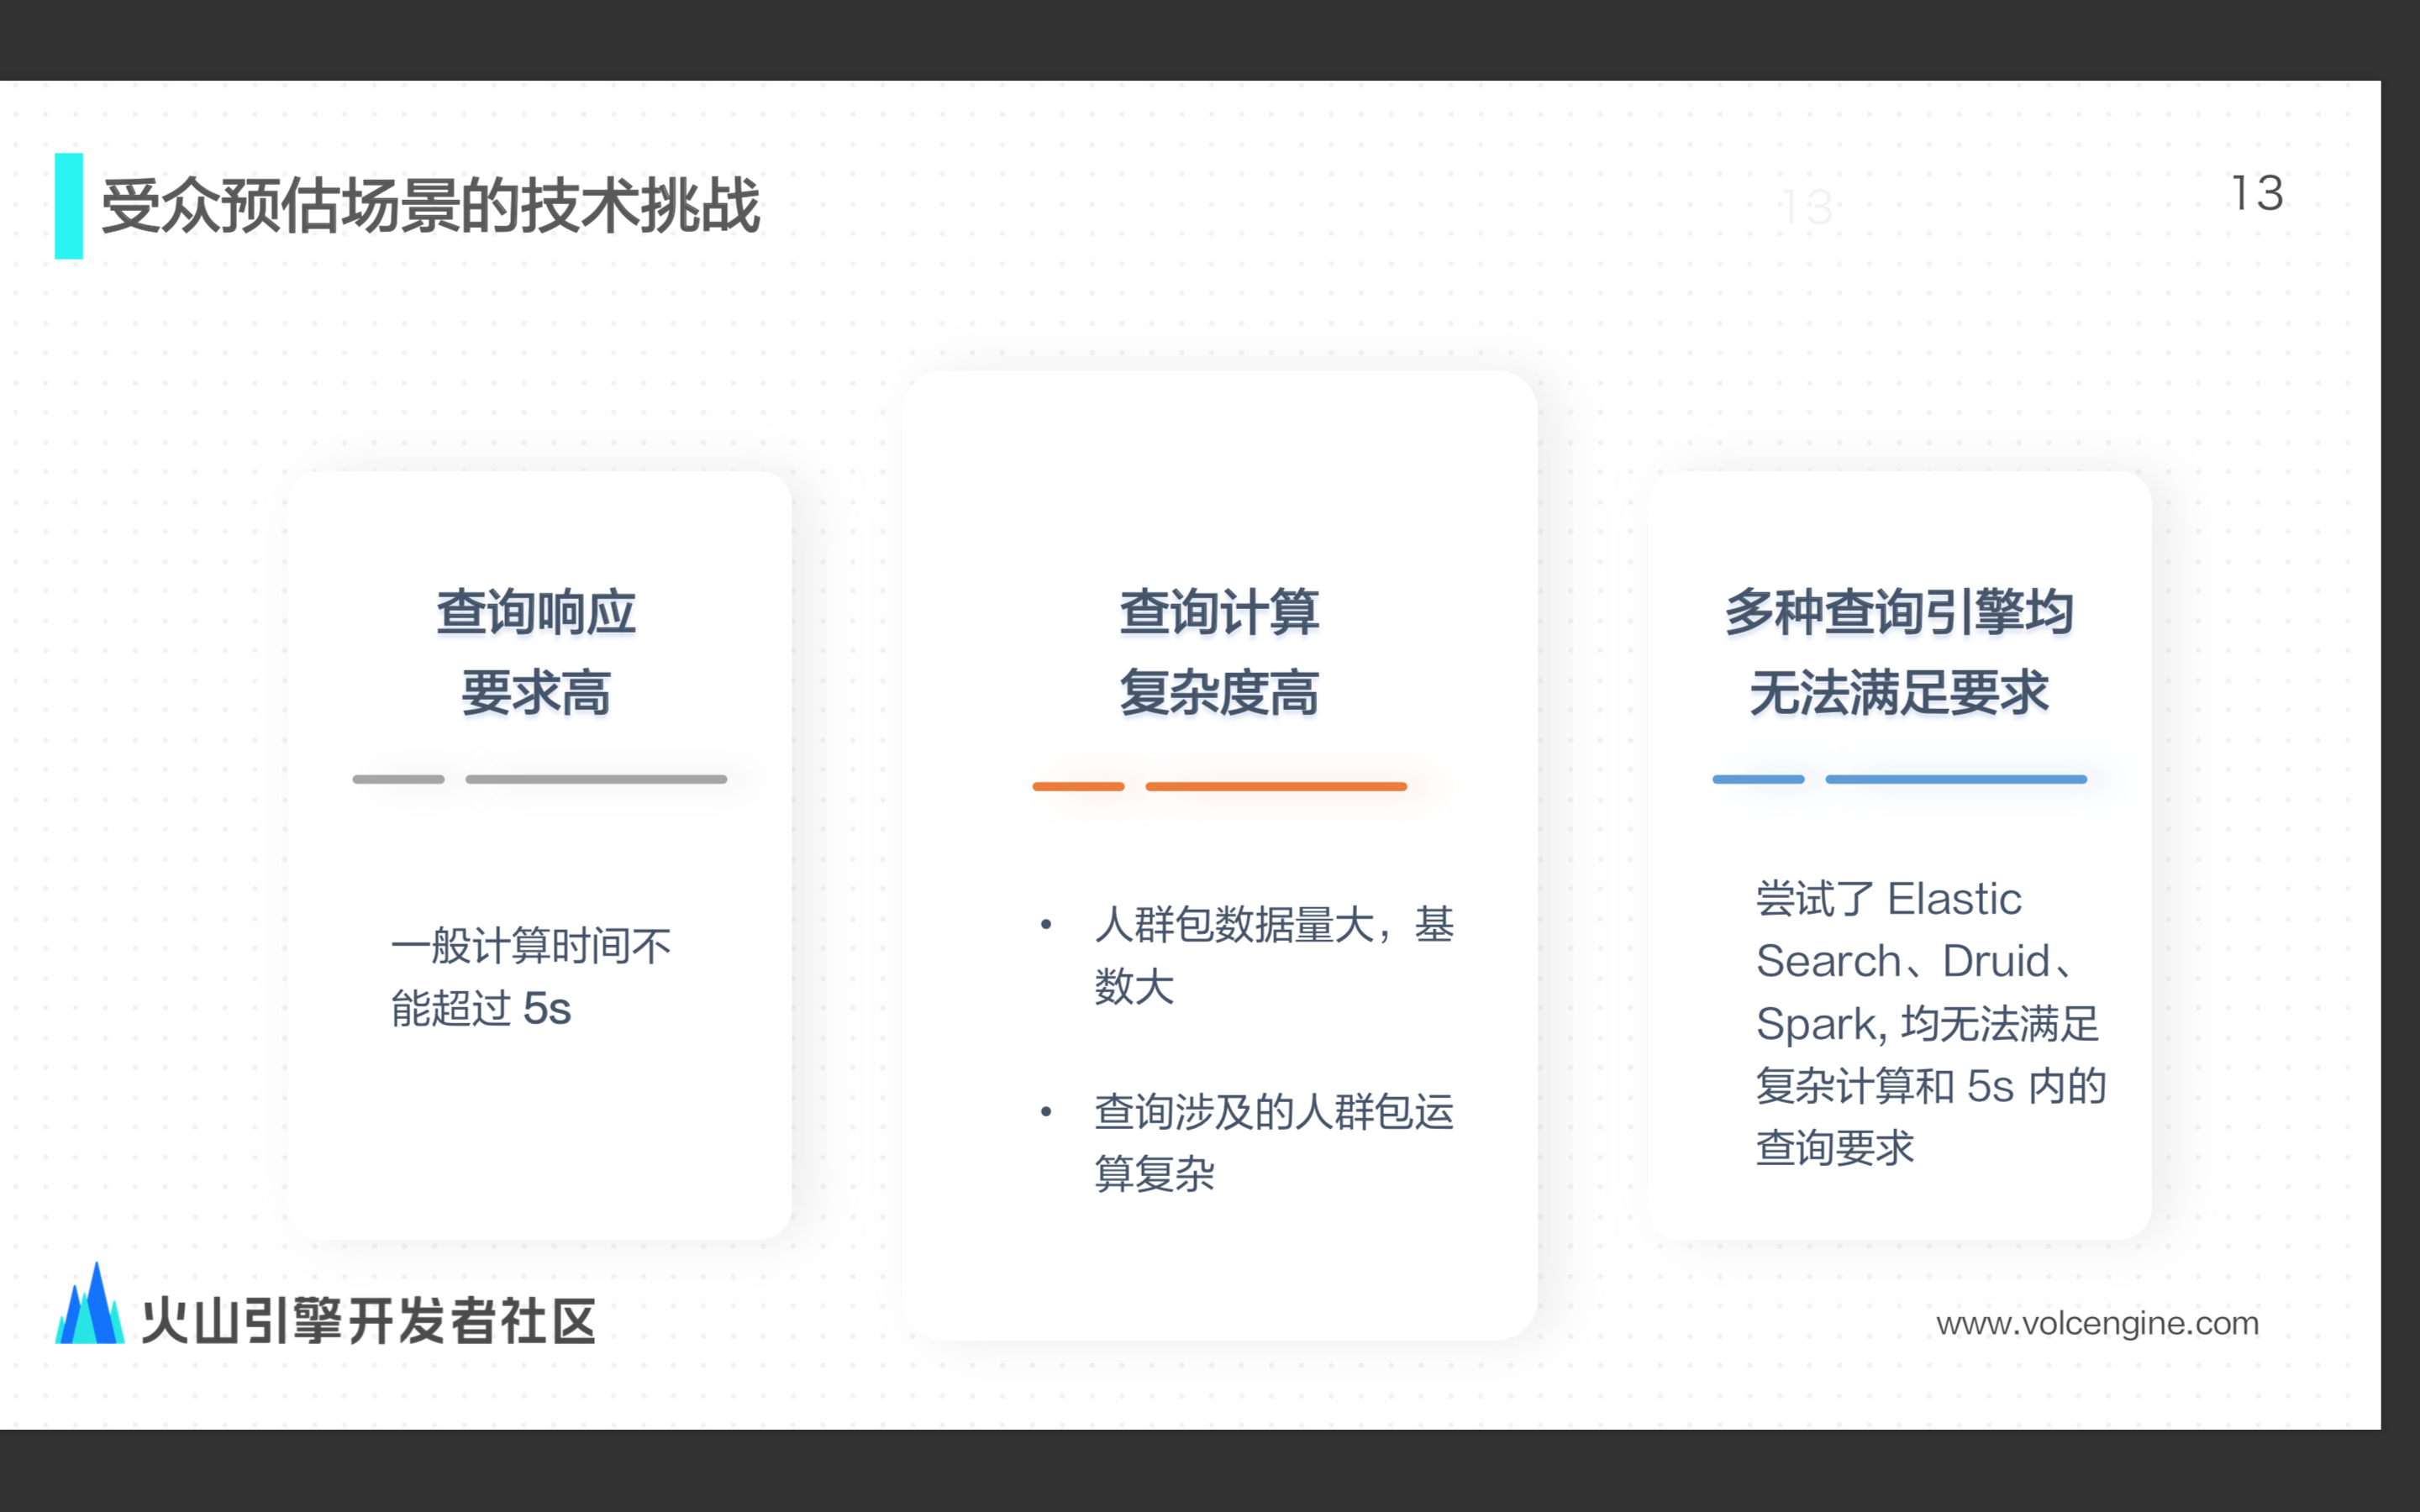 受众预估场景的技术挑战
13
13
查询响应
要求高
一般计算时间不
能超过 5s
查询计算
复杂度高
• 人群包数据量大，基
数大
• 查询涉及的人群包运
算复杂
多种查询引擎均
无法满足要求
尝试了 Elastic
Search、Druid、
Spark, 均无法满足
复杂计算和 5s 内的
查询要求
火山引擎开发者社区
www.volcengine.com